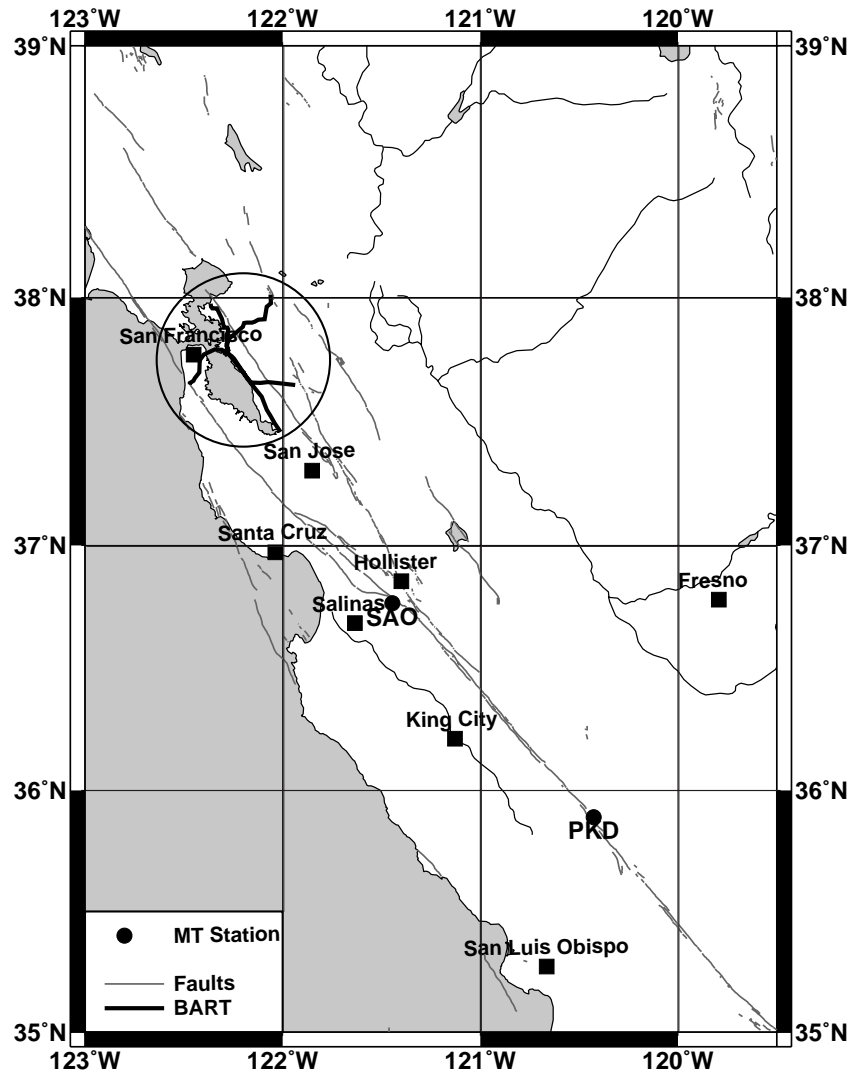 123˚W 122˚W 121˚W 120˚W
39˚N 39˚N
38˚N 38˚N
San Francisco
San Jose
37˚N 37˚N
Santa Cruz
Hollister
Fresno
Salinas
SAO
King City
36˚N 36˚N
PKD
MT Station
San Luis Obispo
Faults
BART
35˚N 35˚N
123˚W 122˚W 121˚W 120˚W